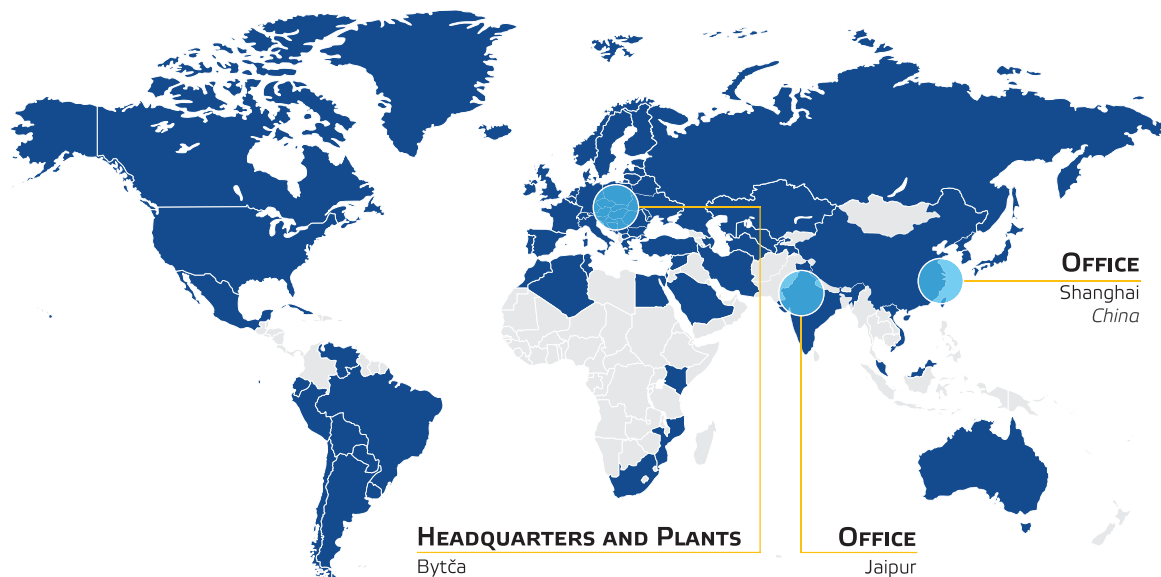 OFFICE
Shanghai
China
HEADQUARTERS AND PLANTS
Bytča
OFFICE
Jaipur